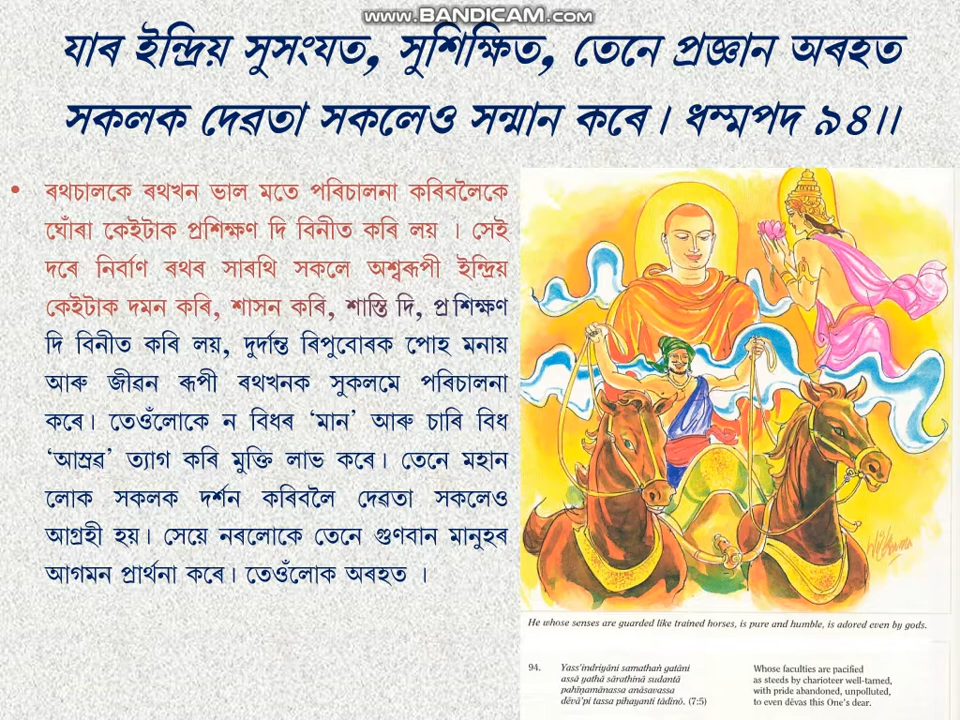 www.BANDICAM.com
যাৰ ইন্দ্ৰিয় সুসংযত, সুশিক্ষিত, তেনে প্ৰজ্ঞান অৰহত
সকলক দেৱতা সকলেও সন্মান কৰে। ধম্মপদ ৯৪।।
• ৰথচালকে ৰথখন ভাল মতে পৰিচালনা কৰিবলৈকে
ঘোঁৰা কেইটাক প্ৰশিক্ষণ দি বিনীত কৰি লয় । সেই
দৰে নিৰ্বাণ ৰথৰ সাৰথি সকলে অশ্বৰূপী ইন্দ্ৰিয়
কেইটাক দমন কৰি, শাসন কৰি, শাস্তি দি, প্ৰশিক্ষণ
দি বিনীত কৰি লয়, দুৰ্দান্ত ৰিপুবোৰক পোহ মনায়
আৰু জীৱন ৰূপী ৰথখনক সুকলমে পৰিচালনা
কৰে। তেওঁলোকে ন বিধৰ ‘মান’ আৰু চাৰি বিধ
‘আস্ৰৱ’ ত্যাগ কৰি মুক্তি লাভ কৰে। তেনে মহান
লোক সকলক দৰ্শন কৰিবলৈ দেৱতা সকলেও
আগ্ৰহী হয়। সেয়ে নৰলোকে তেনে গুণবান মানুহৰ
আগমন প্ৰাৰ্থনা কৰে। তেওঁলোক অৰহত ।
He whose senses are guarded like trained horses, is pure and humble, is adored even by gods.
94. Yass'indriyāni samathaṅ gatāni
assā yathā sārathinā sudantā
pahīṇamānassa anāsavassa
dēvā'pi tassa pihayanti tādinō. (7:5)
Whose faculties are pacified
as steeds by charioteer well-tamed,
with pride abandoned, unpolluted,
to even dēvas this One's dear.